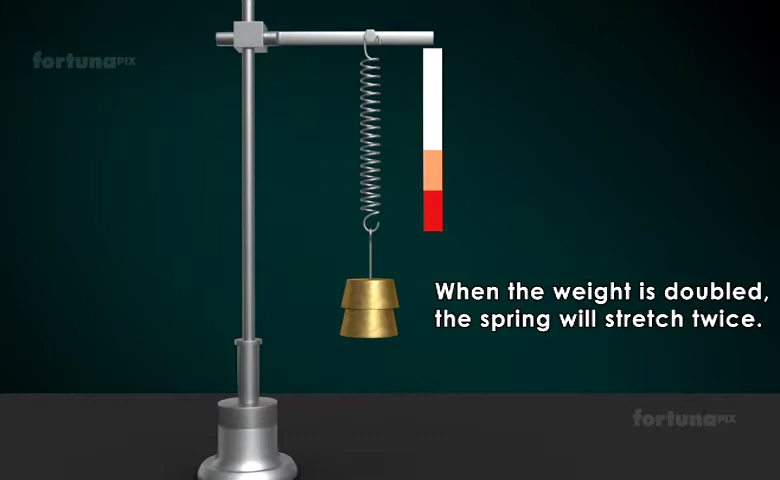 fortunaPIX
When the weight is doubled,
the spring will stretch twice.
fortunaPIX